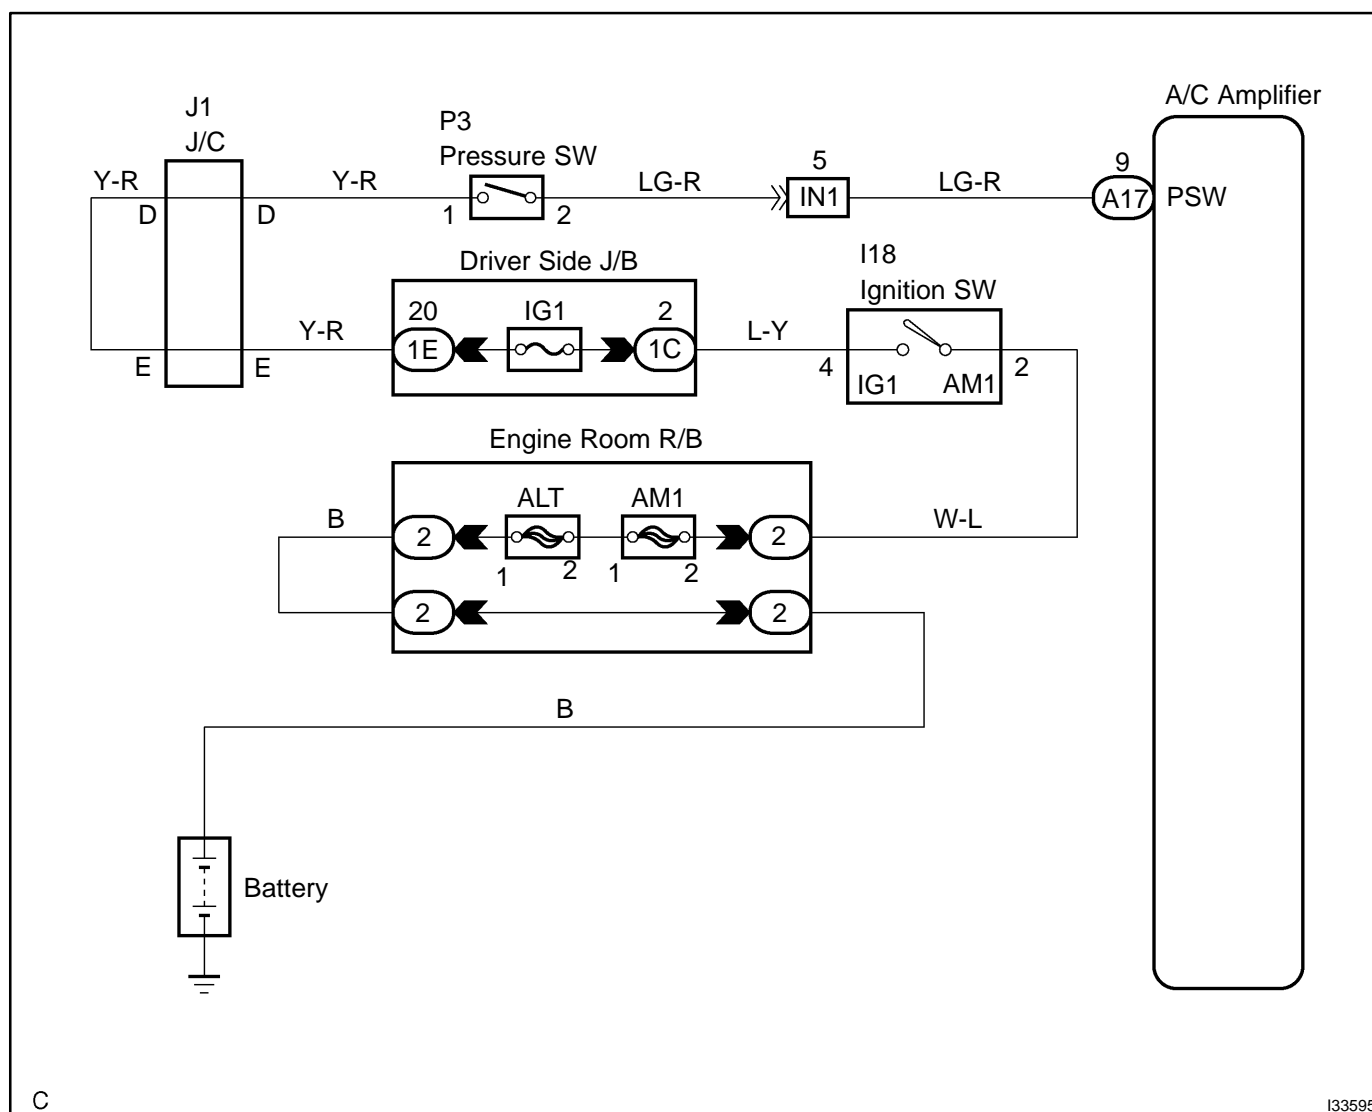 A/C Amplifier
J1
J/C
P3
Pressure SW
5
9
Y-R
Y-R
LG-R
IN1
LG-R
A17
PSW
D
D
1
2
Driver Side J/B
I18
Ignition SW
20
IG1
2
Y-R
1E
1C
L-Y
E
E
4
IG1
AM1
2
Engine Room R/B
ALT
AM1
B
2
2
W-L
1
2
1
2
2
2
B
Battery
C
I33595